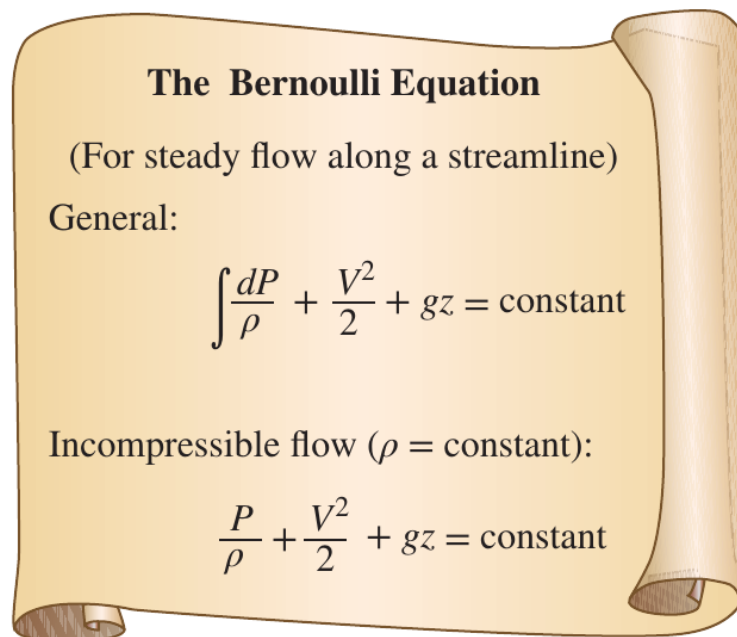 The Bernoulli Equation
(For steady flow along a streamline)
General:
∫ dP/ρ + V²/2 + gz = constant
Incompressible flow (ρ = constant):
P/ρ + V²/2 + gz = constant